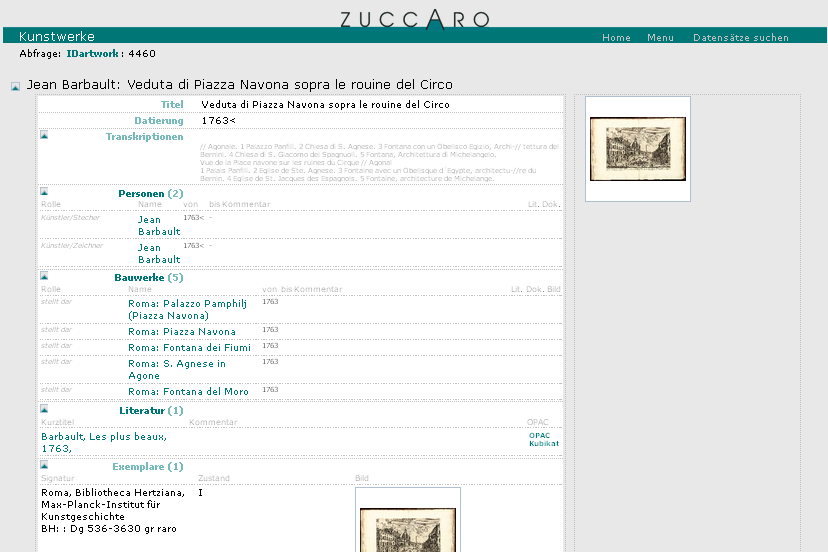 ZUCCARO
Kunstwerke
Home Menu Datensätze suchen
Abfrage: IDartwork : 4460
Jean Barbault: Veduta di Piazza Navona sopra le rouine del Circo
Titel Veduta di Piazza Navona sopra le rouine del Circo
Datierung 1763<
Transkriptionen
// Agonale. 1 Palazzo Panfili. 2 Chiesa di S. Agnese. 3 Fontana con un Obelisco Egizio, Archi-// tettura del
Bernini. 4 Chiesa di S. Giacomo dei Spagnuoli. 5 Fontana, Architettura di Michelangelo.
Vue de la Place navone sur les ruines du Cirque // Agonal
1 Palais Panfili. 2 Eglise de Ste. Agnese. 3 Fontaine avec un Obelisque d´Egypte, architectu-//re du
Bernini. 4 Eglise de St. Jacques des Espagnols. 5 Fontaine, architecture de Michelange.
Personen (2)
Rolle Name von bis Kommentar Lit. Dok.
Künstler/Stecher Jean 1763< -
Barbault
Künstler/Zeichner Jean 1763< -
Barbault
Bauwerke (5)
Rolle Name von bis Kommentar Lit. Dok. Bild
stellt dar Roma: Palazzo Pamphilj 1763
(Piazza Navona)
stellt dar Roma: Piazza Navona 1763
stellt dar Roma: Fontana dei Fiumi 1763
stellt dar Roma: S. Agnese in 1763
Agone
stellt dar Roma: Fontana del Moro 1763
Literatur (1)
Kurztitel Kommentar OPAC
Barbault, Les plus beaux, OPAC
1763, Kubikat
Exemplare (1)
Signatur Zustand Bild
Roma, Bibliotheca Hertziana, I
Max-Planck-Institut für
Kunstgeschichte
BH: : Dg 536-3630 gr raro